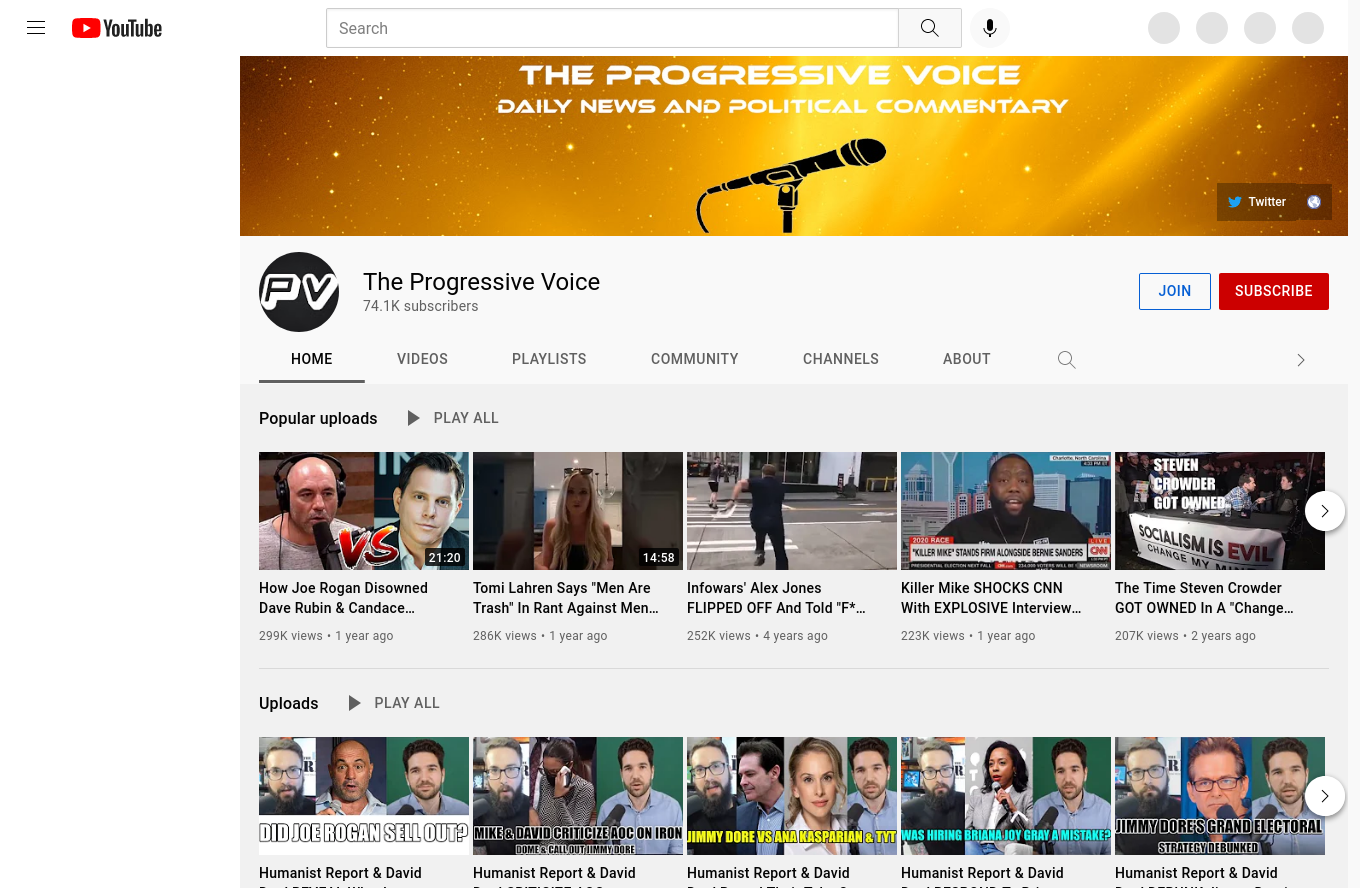 YouTube
Search
THE PROGRESSIVE VOICE
DAILY NEWS AND POLITICAL COMMENTARY
Twitter
PV
The Progressive Voice
74.1K subscribers
JOIN
SUBSCRIBE
HOME
VIDEOS
PLAYLISTS
COMMUNITY
CHANNELS
ABOUT
Popular uploads
PLAY ALL
VS
21:20
14:58
Charlotte, North Carolina
4:23 PM ET
2020 RACE
LIVE
"KILLER MIKE" STANDS FIRM ALONGSIDE BERNIE SANDERS
CNN
NEWSROOM
STEVEN
CROWDER
GOT OWNED
SOCIALISM IS EVIL
CHANGE MY MIND
How Joe Rogan Disowned
Dave Rubin & Candace…
299K views • 1 year ago
Tomi Lahren Says "Men Are
Trash" In Rant Against Men…
286K views • 1 year ago
Infowars' Alex Jones
FLIPPED OFF And Told "F*…
252K views • 4 years ago
Killer Mike SHOCKS CNN
With EXPLOSIVE Interview…
223K views • 1 year ago
The Time Steven Crowder
GOT OWNED In A "Change…
207K views • 2 years ago
Uploads
PLAY ALL
DID JOE ROGAN SELL OUT?
MIKE & DAVID CRITICIZE AOC ON IRON
DOME & CALL OUT JIMMY DORE
JIMMY DORE VS ANA KASPARIAN & TYT
WAS HIRING BRIANA JOY GRAY A MISTAKE?
JIMMY DORE'S GRAND ELECTORAL
STRATEGY DEBUNKED
Humanist Report & David
Humanist Report & David
Humanist Report & David
Humanist Report & David
Humanist Report & David